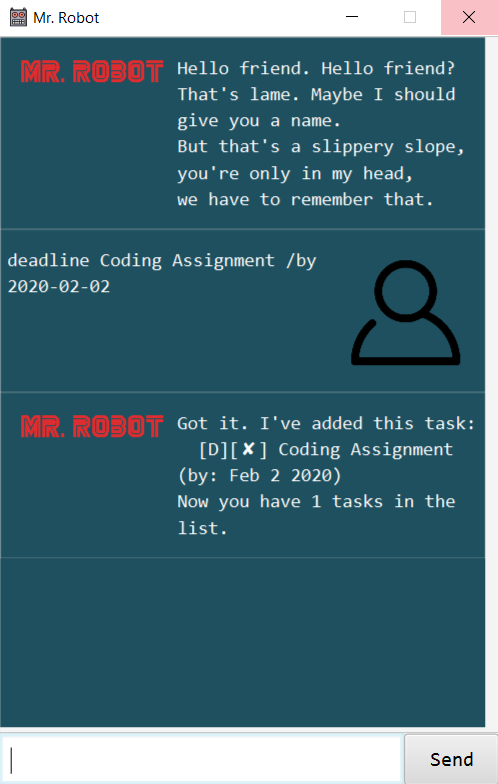 Mr. Robot
MR. ROBOT
Hello friend. Hello friend?
That's lame. Maybe I should
give you a name.
But that's a slippery slope,
you're only in my head,
we have to remember that.
deadline Coding Assignment /by
2020-02-02
MR. ROBOT
Got it. I've added this task:
[D][✘] Coding Assignment
(by: Feb 2 2020)
Now you have 1 tasks in the
list.
Send